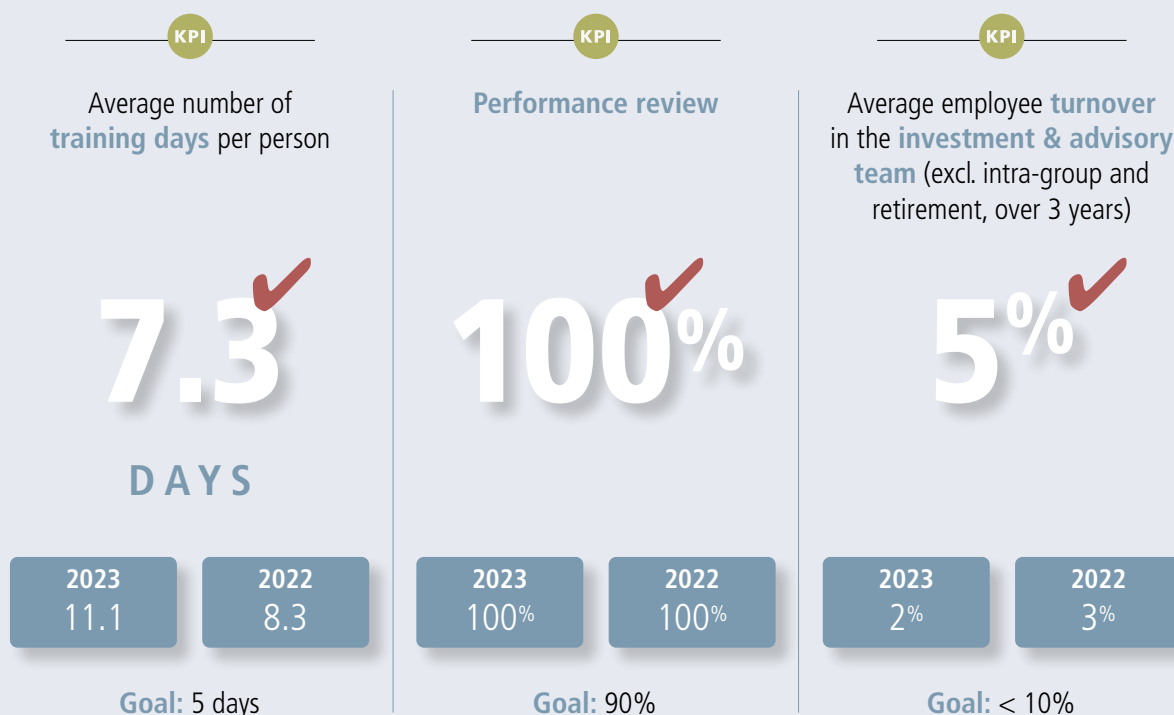 KPI
Average number of
training days per person
7.3
DAYS
2023
11.1
2022
8.3
Goal: 5 days
KPI
Performance review
100%
2023
100%
2022
100%
Goal: 90%
KPI
Average employee turnover
in the investment & advisory
team (excl. intra-group and
retirement, over 3 years)
5%
2023
2%
2022
3%
Goal: < 10%